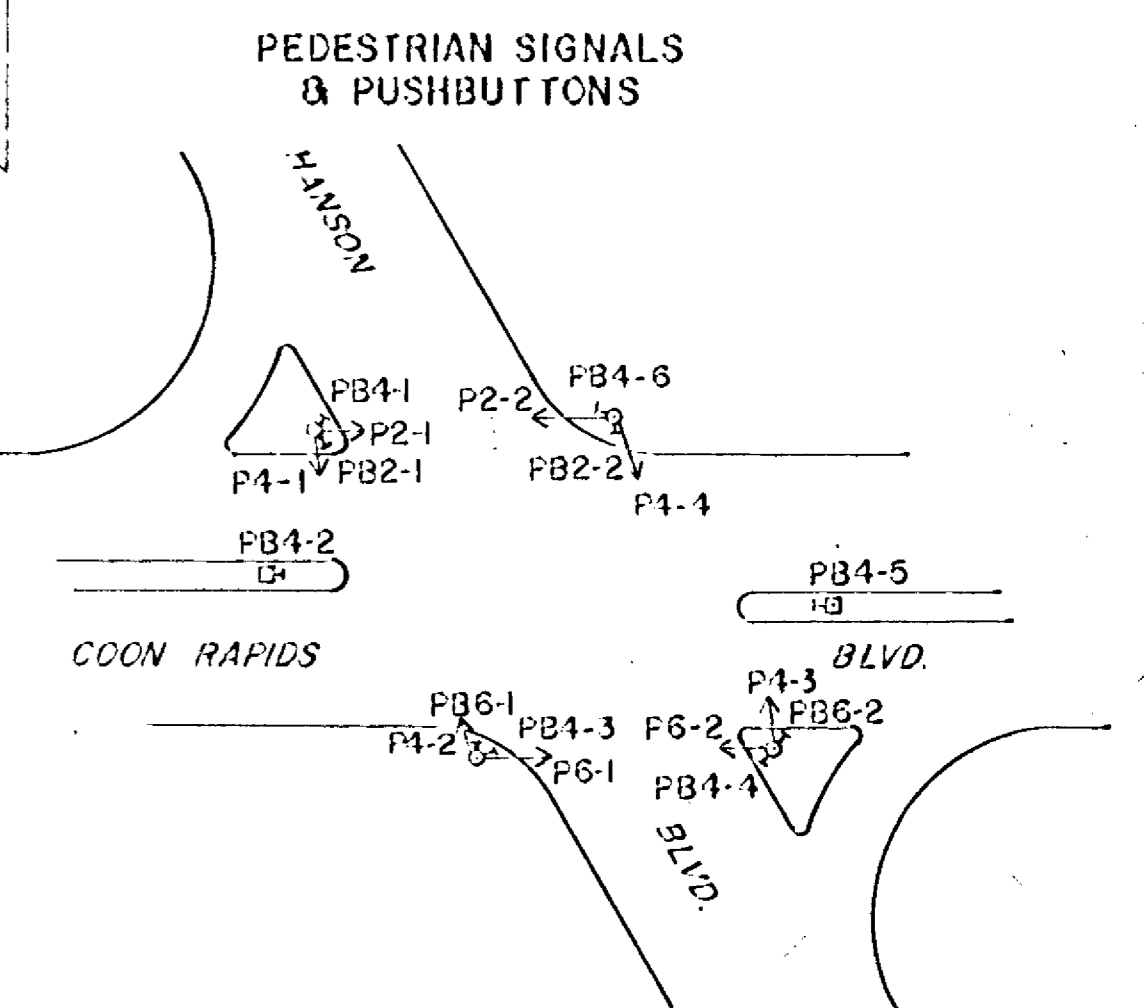 PEDESTRIAN SIGNALS
& PUSHBUTTONS
HANSON
PB4-1
P2-1
P4-1
PB2-1
P2-2
PB4-6
PB2-2
P4-4
PB4-2
PB4-5
COON RAPIDS
BLVD.
PB6-1
P4-2
PB4-3
P6-1
P4-3
P6-2
PB6-2
PB4-4
BLVD.